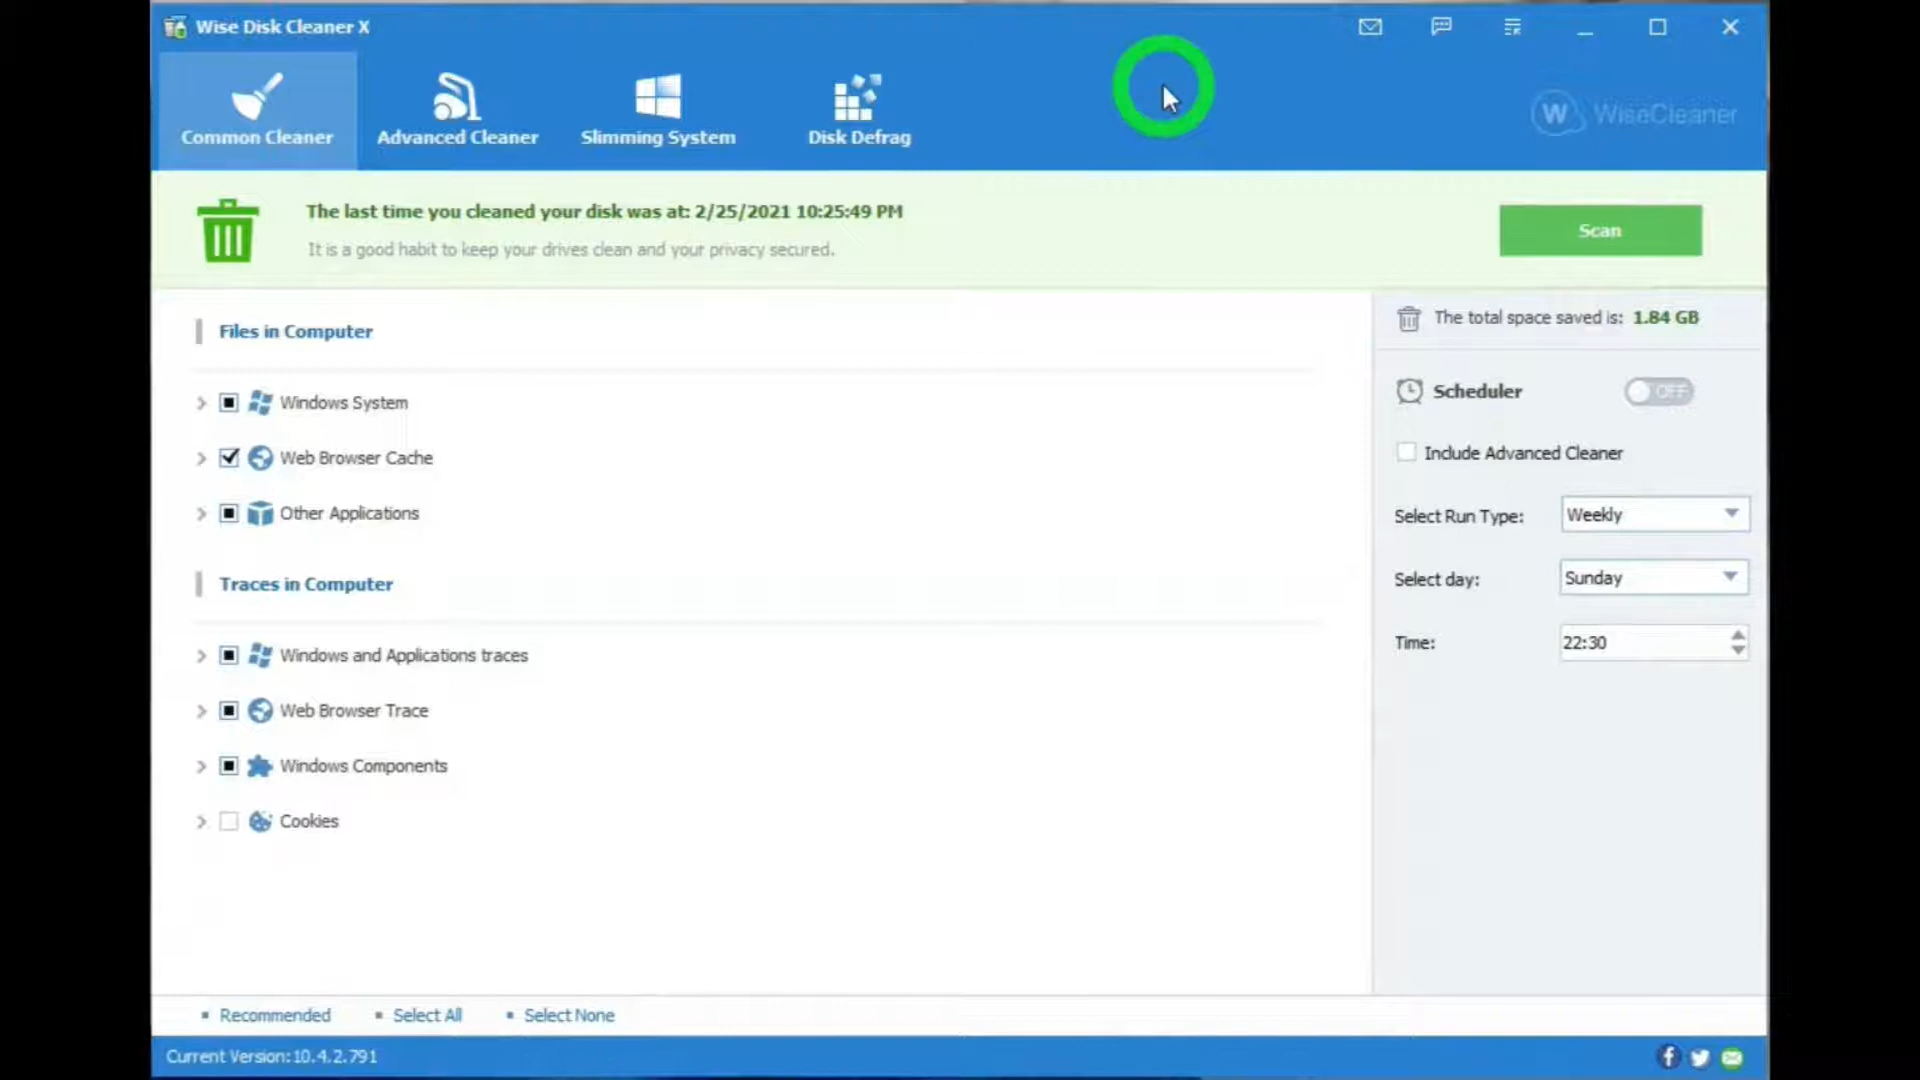 Wise Disk Cleaner X
Common Cleaner
Advanced Cleaner
Slimming System
Disk Defrag
W WiseCleaner
The last time you cleaned your disk was at: 2/25/2021 10:25:49 PM
It is a good habit to keep your drives clean and your privacy secured.
Scan
Files in Computer
Windows System
Web Browser Cache
Other Applications
Traces in Computer
Windows and Applications traces
Web Browser Trace
Windows Components
Cookies
The total space saved is: 1.84 GB
Scheduler OFF
Include Advanced Cleaner
Select Run Type: Weekly
Select day: Sunday
Time: 22:30
Recommended Select All Select None
Current Version:10.4.2.791